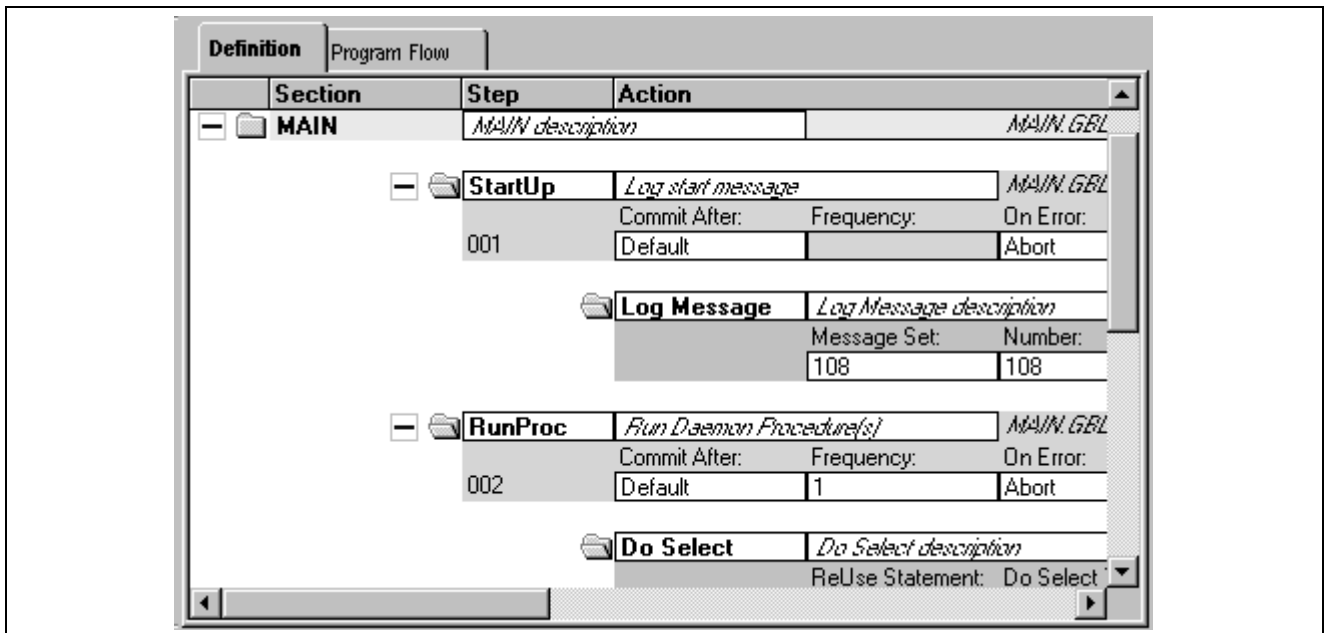 Definition Program Flow
Section Step Action
MAIN MAIN description MAIN.GBL
StartUp Log start message MAIN.GBL
Commit After: Frequency: On Error:
001 Default Abort
Log Message Log Message description
Message Set: Number:
108 108
RunProc Run Daemon Procedure(s) MAIN.GBL
Commit After: Frequency: On Error:
002 Default 1 Abort
Do Select Do Select description
ReUse Statement: Do Select